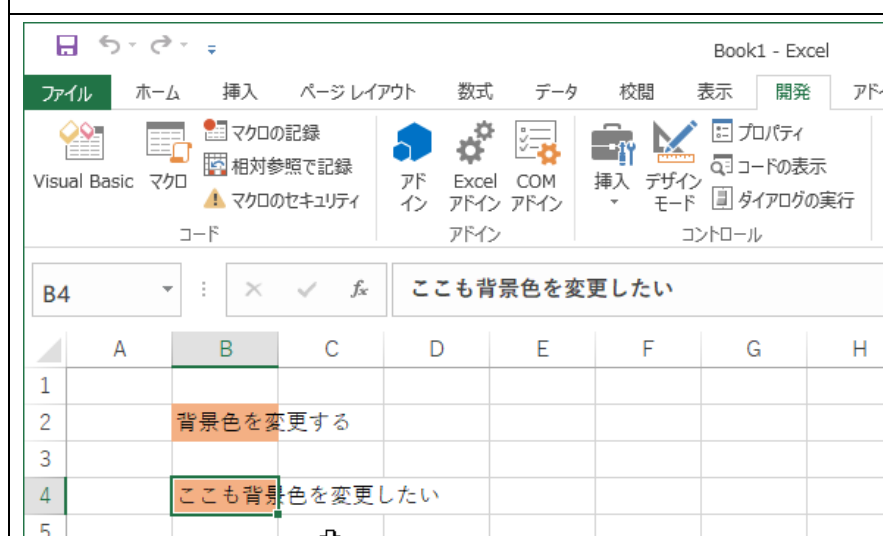 Book1 - Excel
ファイル ホーム 挿入 ページ レイアウト 数式 データ 校閲 表示 開発 アド
Visual Basic マクロ マクロの記録 相対参照で記録 マクロのセキュリティ
アドイン Excel アドイン COM アドイン
挿入 デザイン モード プロパティ コードの表示 ダイアログの実行
コード アドイン コントロール
B4 fx ここも背景色を変更したい
A B C D E F G H
1
2 背景色を変更する
3
4 ここも背景色を変更したい
5